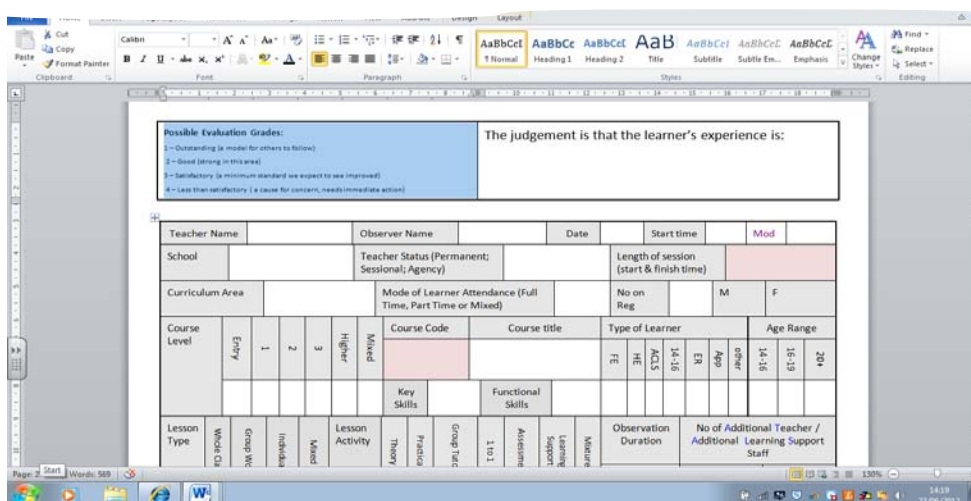 Layout
Cut
Copy
Format Painter
Paste
Calibri
AaBbCcI AaBbCc AaBbCcI AaB AaBbCcI AaBbCcL AaBbCcL
¶ Normal Heading 1 Heading 2 Title Subtitle Subtle Em... Emphasis
Change Styles
Find
Replace
Select
Clipboard Font Paragraph Styles Editing
Possible Evaluation Grades:
1 – Outstanding (a model for others to follow)
2 – Good (strong in this area)
3 – Satisfactory (a minimum standard we expect to see improved)
4 – Less than satisfactory ( a cause for concern, needs immediate action)
The judgement is that the learner's experience is:
Teacher Name Observer Name Date Start time Mod
School Teacher Status (Permanent; Sessional; Agency) Length of session (start & finish time)
Curriculum Area Mode of Learner Attendance (Full Time, Part Time or Mixed) No on Reg M F
Course Level Entry 1 2 3 Higher Mixed Course Code Course title Type of Learner Age Range
FE HE ACLS 14-16 ER App other 14-16 16-19 20+
Key Skills Functional Skills
Lesson Type Whole Cla Group Wo Individua Mixed Lesson Activity Theory Practica Group Tuto 1 to 1 Assessme Learning Support Mixture Observation Duration No of Additional Teacher / Additional Learning Support Staff
Page: 2 Start Words: 569 130%
14:19